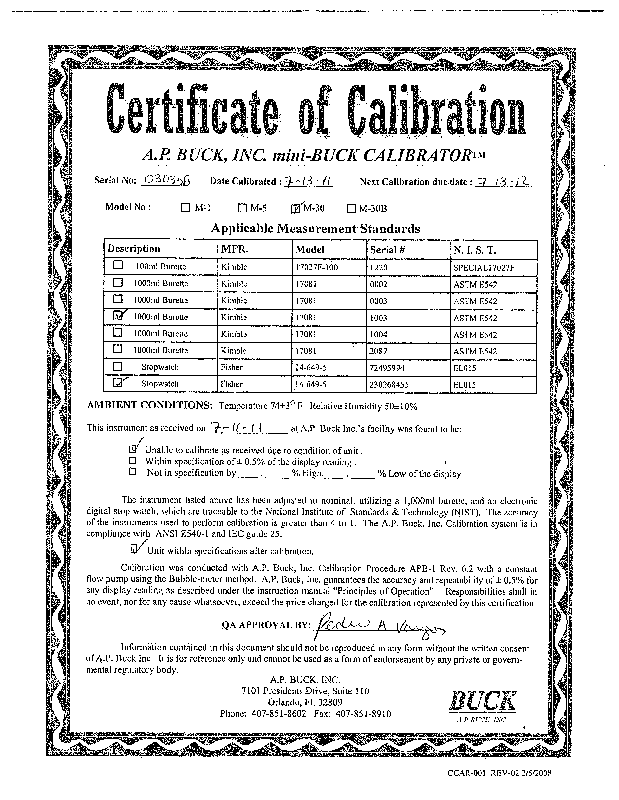 Certificate of Calibration
A.P. BUCK, INC. mini-BUCK CALIBRATOR™
Serial No: Date Calibrated: 7-13-11 Next Calibration due date: 7-13-12
Model No: M-1 M-5 M-30 M-30B
Applicable Measurement Standards
Description MFR. Model Serial # N. I. S. T.
100ml Burette Kimble 17027F-100 1220 SPECIAL17027F
1000ml Burette Kimble 17081 0002 ASTM E542
1000ml Burette Kimble 17081 0003 ASTM E542
1000ml Burette Kimble 17081 1003 ASTM E542
1000ml Burette Kimble 17081 1004 ASTM E542
1000ml Burette Kimble 17081 2087 ASTM E542
Stopwatch Fisher 14-649-5 72495994 EL015
Stopwatch Fisher 14-649-5 230268455 EL015
AMBIENT CONDITIONS: Temperature 74±3° F Relative Humidity 50±10%
This instrument as received on 7-11-11 at A.P. Buck Inc.'s facility was found to be:
Unable to calibrate as received due to condition of unit.
Within specification of ± 0.5% of the display reading.
Not in specification by % High, % Low of the display
The instrument listed above has been adjusted to nominal, utilizing a 1,000ml burette, and an electronic
digital stop watch, which are traceable to the National Institute of Standards & Technology (NIST). The accuracy
of the instruments used to perform calibration is greater than 4 to 1. The A.P. Buck, Inc. Calibration system is in
compliance with ANSI Z540-1 and IEC guide 25.
Unit within specifications after calibration.
Calibration was conducted with A.P. Buck, Inc. Calibration Procedure APB-1 Rev. 6.2 with a constant
flow pump using the Bubble-meter method. A.P. Buck, Inc. guarantees the accuracy and repeatability of ± 0.5% for
any display reading as described under the instruction manual "Principles of Operation" Responsibilities shall in
no event, nor for any cause whatsoever, exceed the price charged for the calibration represented by this certification
QA APPROVAL BY: Pedro A Vargas
Information contained in this document should not be reproduced in any form without the written consent
of A.P. Buck Inc. It is for reference only and cannot be used as a form of endorsement by any private or govern-
mental regulatory body.
A.P. BUCK, INC.
7101 Presidents Drive, Suite 110
Orlando, FL 32809
Phone: 407-851-8602 Fax: 407-851-8910
BUCK
A.P. BUCK, INC.
CCAR-001 REV-02 2/5/2008